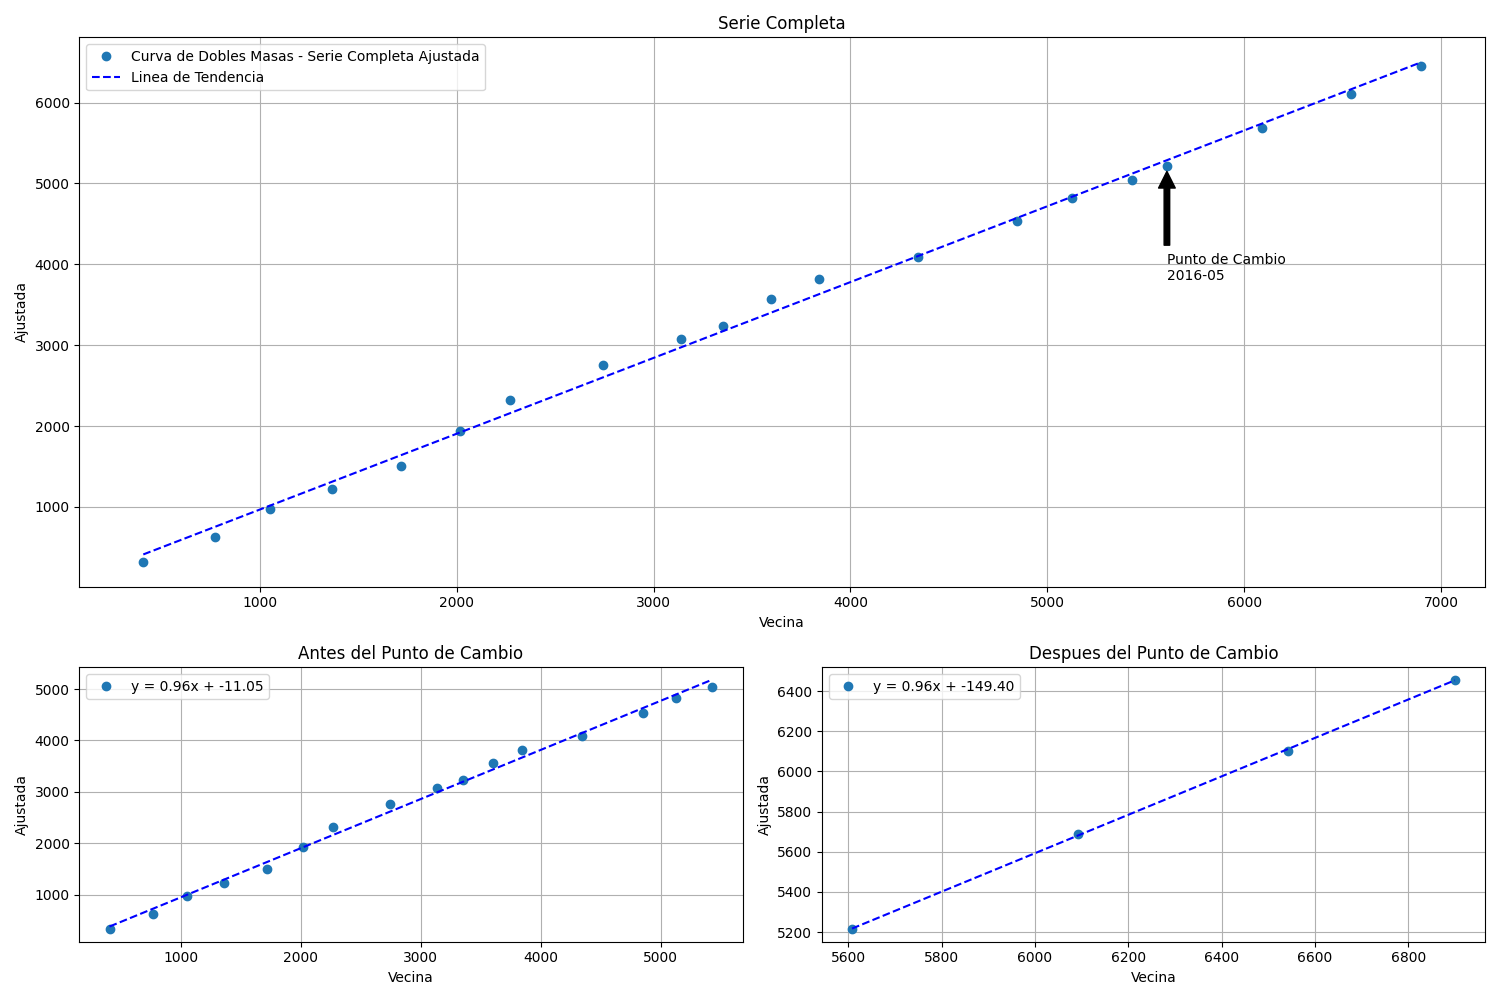 Serie Completa
Curva de Dobles Masas - Serie Completa Ajustada
Linea de Tendencia
Ajustada
6000
5000
4000
3000
2000
1000
Punto de Cambio
2016-05
1000 2000 3000 4000 5000 6000 7000
Vecina
Antes del Punto de Cambio
y = 0.96x + -11.05
Ajustada
5000
4000
3000
2000
1000
1000 2000 3000 4000 5000
Vecina
Despues del Punto de Cambio
y = 0.96x + -149.40
Ajustada
6400
6200
6000
5800
5600
5400
5200
5600 5800 6000 6200 6400 6600 6800
Vecina